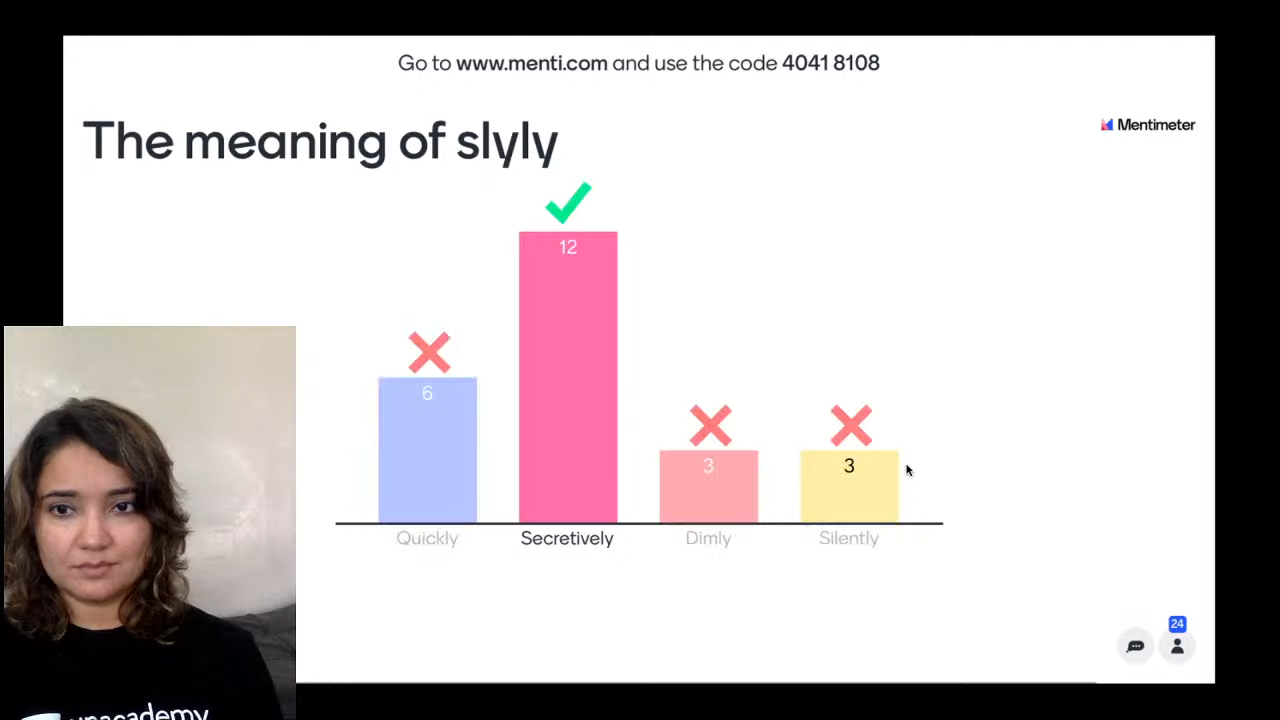 Go to www.menti.com and use the code 4041 8108
The meaning of slyly
Mentimeter
12
6
3
3
Quickly
Secretively
Dimly
Silently
24
unacademy